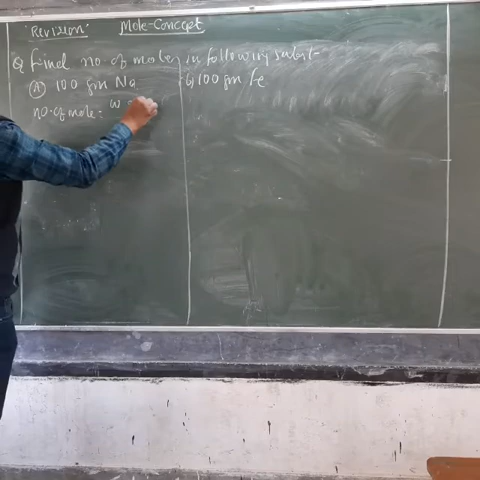 "Revision" Mole-Concept
Q Find no. of moles in following subst-
(A) 100 gm Na
(B) 100 gm Fe
no. of mole = w